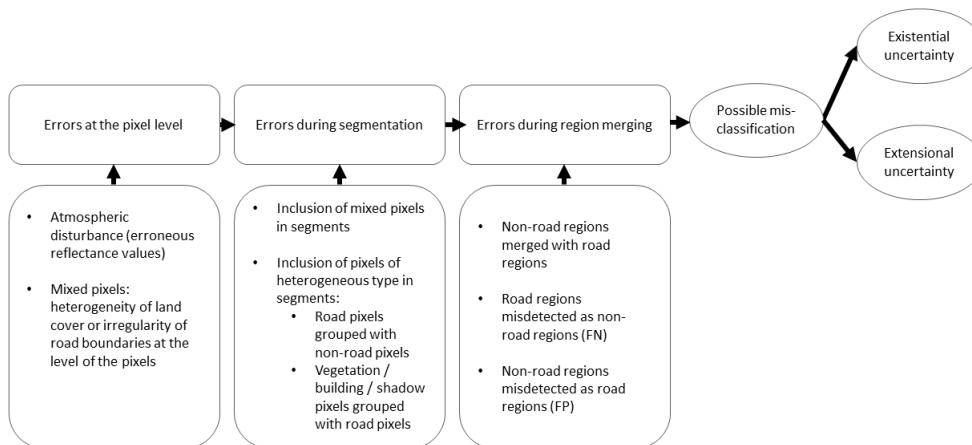 Existential
uncertainty
Errors at the pixel level
Errors during segmentation
Errors during region merging
Possible mis-
classification
Extensional
uncertainty
• Atmospheric
disturbance (erroneous
reflectance values)
• Mixed pixels:
heterogeneity of land
cover or irregularity of
road boundaries at the
level of the pixels
• Inclusion of mixed pixels
in segments
• Inclusion of pixels of
heterogeneous type in
segments:
• Road pixels
grouped with
non-road pixels
• Vegetation /
building / shadow
pixels grouped
with road pixels
• Non-road regions
merged with road
regions
• Road regions
misdetected as non-
road regions (FN)
• Non-road regions
misdetected as road
regions (FP)